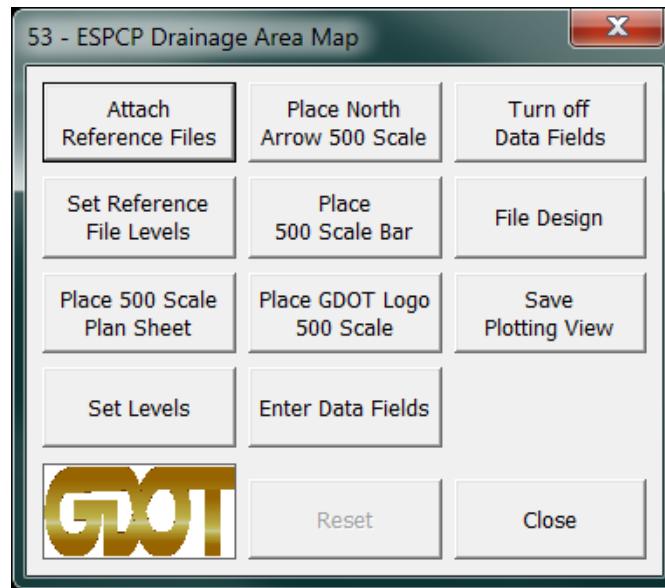 53 - ESPCP Drainage Area Map
X
Attach
Reference Files
Place North
Arrow 500 Scale
Turn off
Data Fields
Set Reference
File Levels
Place
500 Scale Bar
File Design
Place 500 Scale
Plan Sheet
Place GDOT Logo
500 Scale
Save
Plotting View
Set Levels
Enter Data Fields
GDOT
Reset
Close